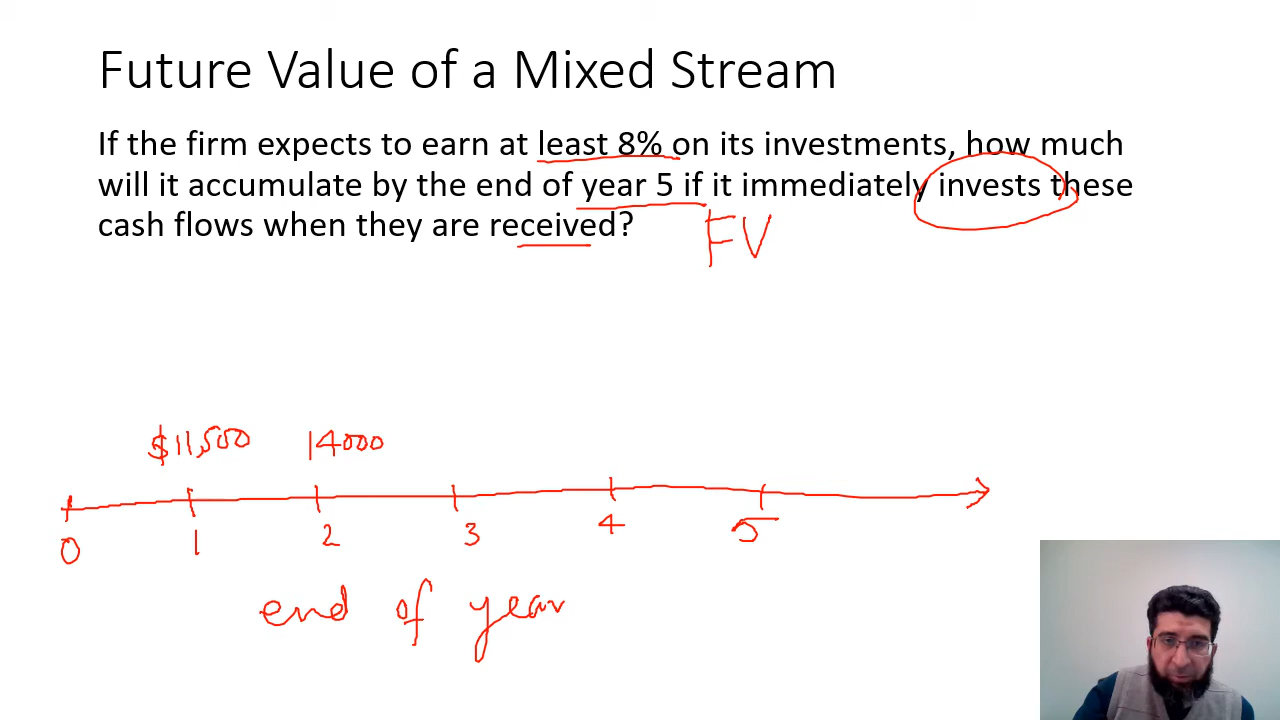 Future Value of a Mixed Stream
If the firm expects to earn at least 8% on its investments, how much
will it accumulate by the end of year 5 if it immediately invests these
cash flows when they are received?
FV
$11,500 14000
0 1 2 3 4 5
end of year